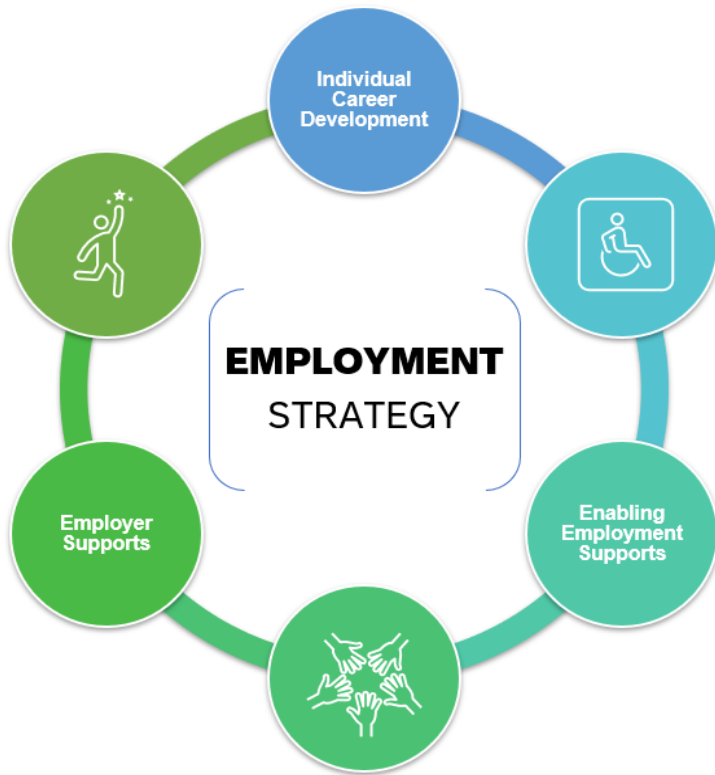 Individual
Career
Development
EMPLOYMENT
STRATEGY
Employer
Supports
Enabling
Employment
Supports